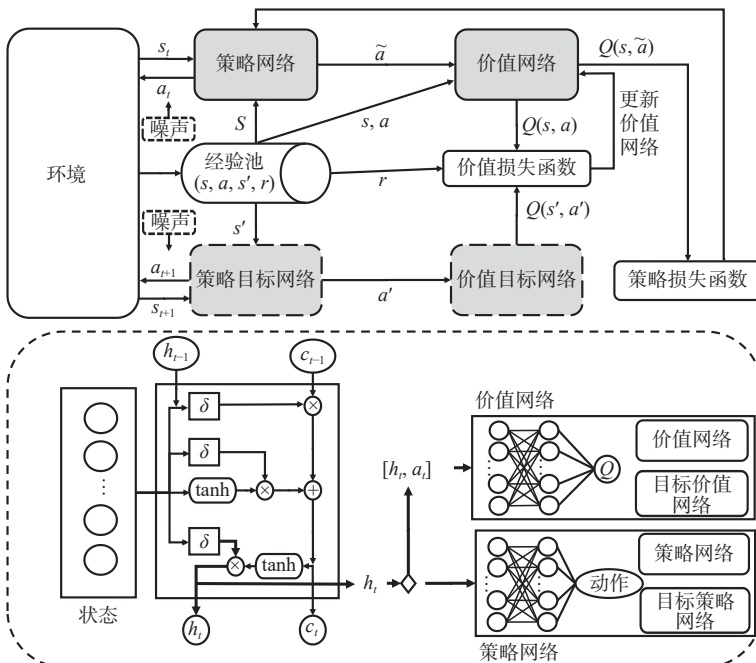 s_t
策略网络
ã
价值网络
Q(s, ã)
a_t
噪声
S
s, a
Q(s, a)
更新
价值
网络
环境
经验池
(s, a, s′, r)
r
价值损失函数
噪声
s′
Q(s′, a′)
a_{t+1}
策略目标网络
a′
价值目标网络
策略损失函数
s_{t+1}
h_{t−1}
c_{t−1}
δ
×
δ
tanh
×
+
δ
×
tanh
状态
h_t
c_t
h_t
[h_t, a_t]
价值网络
Q
价值网络
目标价值
网络
动作
策略网络
目标策略
网络
策略网络